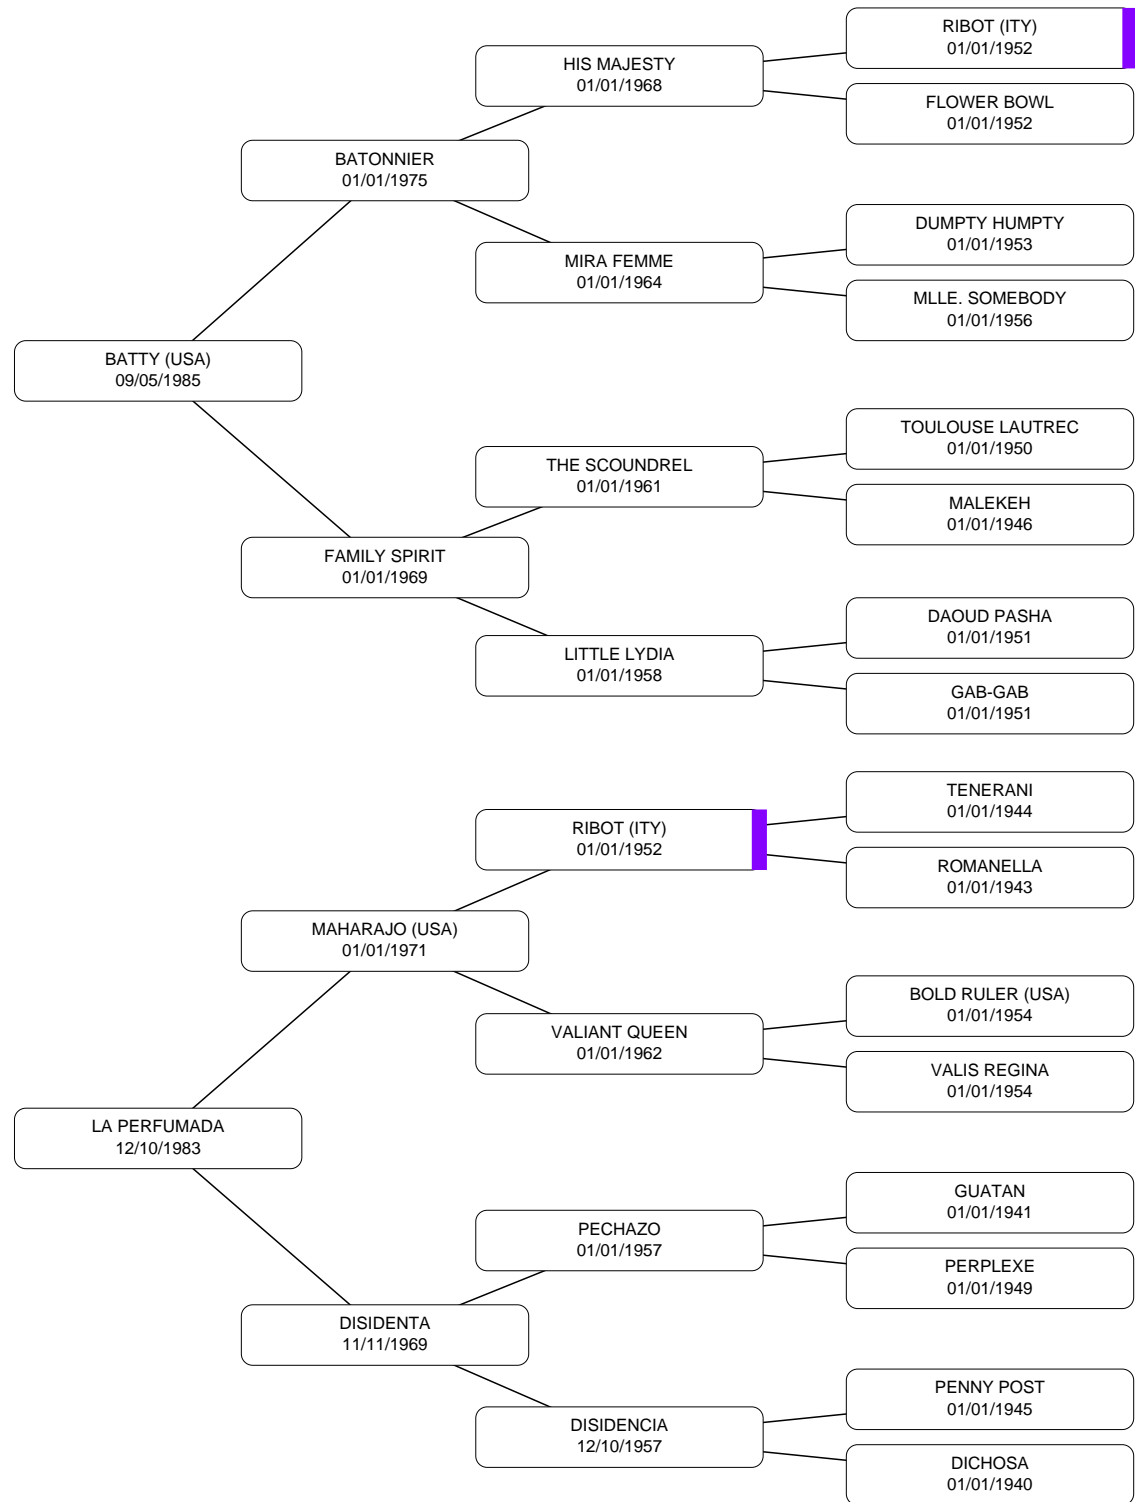 RIBOT (ITY)
01/01/1952
HIS MAJESTY
01/01/1968
FLOWER BOWL
01/01/1952
BATONNIER
01/01/1975
DUMPTY HUMPTY
01/01/1953
MIRA FEMME
01/01/1964
MLLE. SOMEBODY
01/01/1956
BATTY (USA)
09/05/1985
TOULOUSE LAUTREC
01/01/1950
THE SCOUNDREL
01/01/1961
MALEKEH
01/01/1946
FAMILY SPIRIT
01/01/1969
DAOUD PASHA
01/01/1951
LITTLE LYDIA
01/01/1958
GAB-GAB
01/01/1951
TENERANI
01/01/1944
RIBOT (ITY)
01/01/1952
ROMANELLA
01/01/1943
MAHARAJO (USA)
01/01/1971
BOLD RULER (USA)
01/01/1954
VALIANT QUEEN
01/01/1962
VALIS REGINA
01/01/1954
LA PERFUMADA
12/10/1983
GUATAN
01/01/1941
PECHAZO
01/01/1957
PERPLEXE
01/01/1949
DISIDENTA
11/11/1969
PENNY POST
01/01/1945
DISIDENCIA
12/10/1957
DICHOSA
01/01/1940